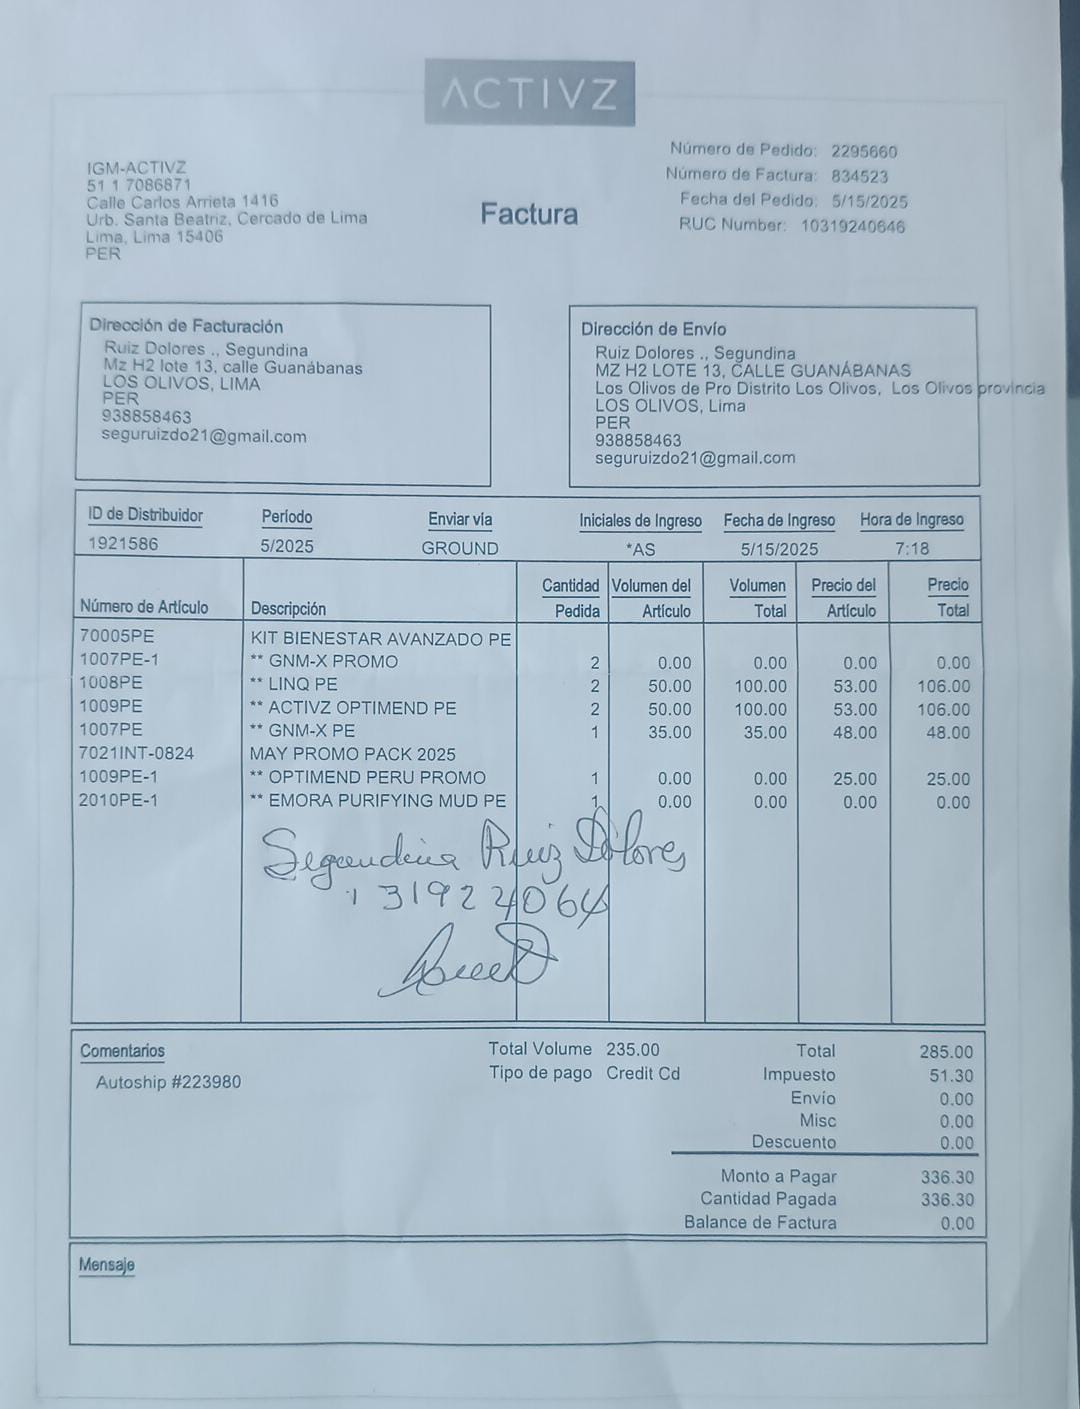 ACTIVZ
IGM-ACTIVZ
51 1 7086871
Calle Carlos Arrieta 1416
Urb. Santa Beatriz, Cercado de Lima
Lima, Lima 15406
PER
Factura
Número de Pedido: 2295660
Número de Factura: 834523
Fecha del Pedido: 5/15/2025
RUC Number: 10319240646
Dirección de Facturación
Ruiz Dolores ., Segundina
Mz H2 lote 13, calle Guanábanas
LOS OLIVOS, LIMA
PER
938858463
seguruizdo21@gmail.com
Dirección de Envío
Ruiz Dolores ., Segundina
MZ H2 LOTE 13, CALLE GUANÁBANAS
Los Olivos de Pro Distrito Los Olivos, Los Olivos provincia
LOS OLIVOS, Lima
PER
938858463
seguruizdo21@gmail.com
ID de Distribuidor Período Enviar vía Iniciales de Ingreso Fecha de Ingreso Hora de Ingreso
1921586 5/2025 GROUND *AS 5/15/2025 7:18
Número de Artículo Descripción Cantidad Pedida Volumen del Artículo Volumen Total Precio del Artículo Precio Total
70005PE KIT BIENESTAR AVANZADO PE
1007PE-1 ** GNM-X PROMO 2 0.00 0.00 0.00 0.00
1008PE ** LINQ PE 2 50.00 100.00 53.00 106.00
1009PE ** ACTIVZ OPTIMEND PE 2 50.00 100.00 53.00 106.00
1007PE ** GNM-X PE 1 35.00 35.00 48.00 48.00
7021INT-0824 MAY PROMO PACK 2025
1009PE-1 ** OPTIMEND PERU PROMO 1 0.00 0.00 25.00 25.00
2010PE-1 ** EMORA PURIFYING MUD PE 1 0.00 0.00 0.00 0.00
Segundina Ruiz Dolores
Comentarios
Autoship #223980
Total Volume 235.00
Tipo de pago Credit Cd
Total 285.00
Impuesto 51.30
Envío 0.00
Misc 0.00
Descuento 0.00
Monto a Pagar 336.30
Cantidad Pagada 336.30
Balance de Factura 0.00
Mensaje